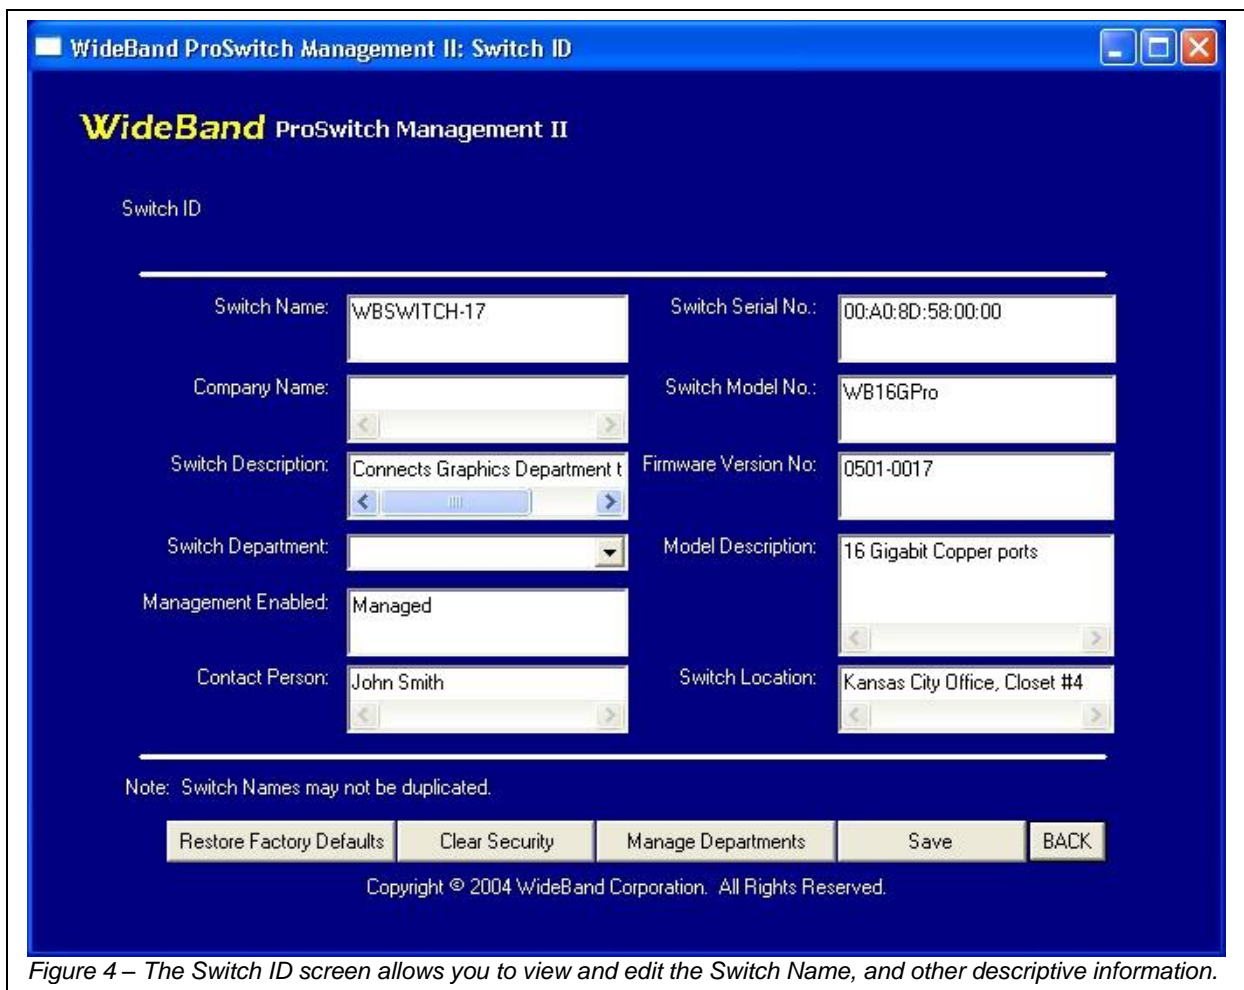 WideBand ProSwitch Management II: Switch ID
WideBand ProSwitch Management II
Switch ID
Switch Name: WBSWITCH-17
Switch Serial No.: 00:A0:8D:58:00:00
Company Name:
Switch Model No.: WB16GPro
Switch Description: Connects Graphics Department t
Firmware Version No: 0501-0017
Switch Department:
Model Description: 16 Gigabit Copper ports
Management Enabled: Managed
Contact Person: John Smith
Switch Location: Kansas City Office, Closet #4
Note: Switch Names may not be duplicated.
Restore Factory Defaults Clear Security Manage Departments Save BACK
Copyright © 2004 WideBand Corporation. All Rights Reserved.
Figure 4 – The Switch ID screen allows you to view and edit the Switch Name, and other descriptive information.